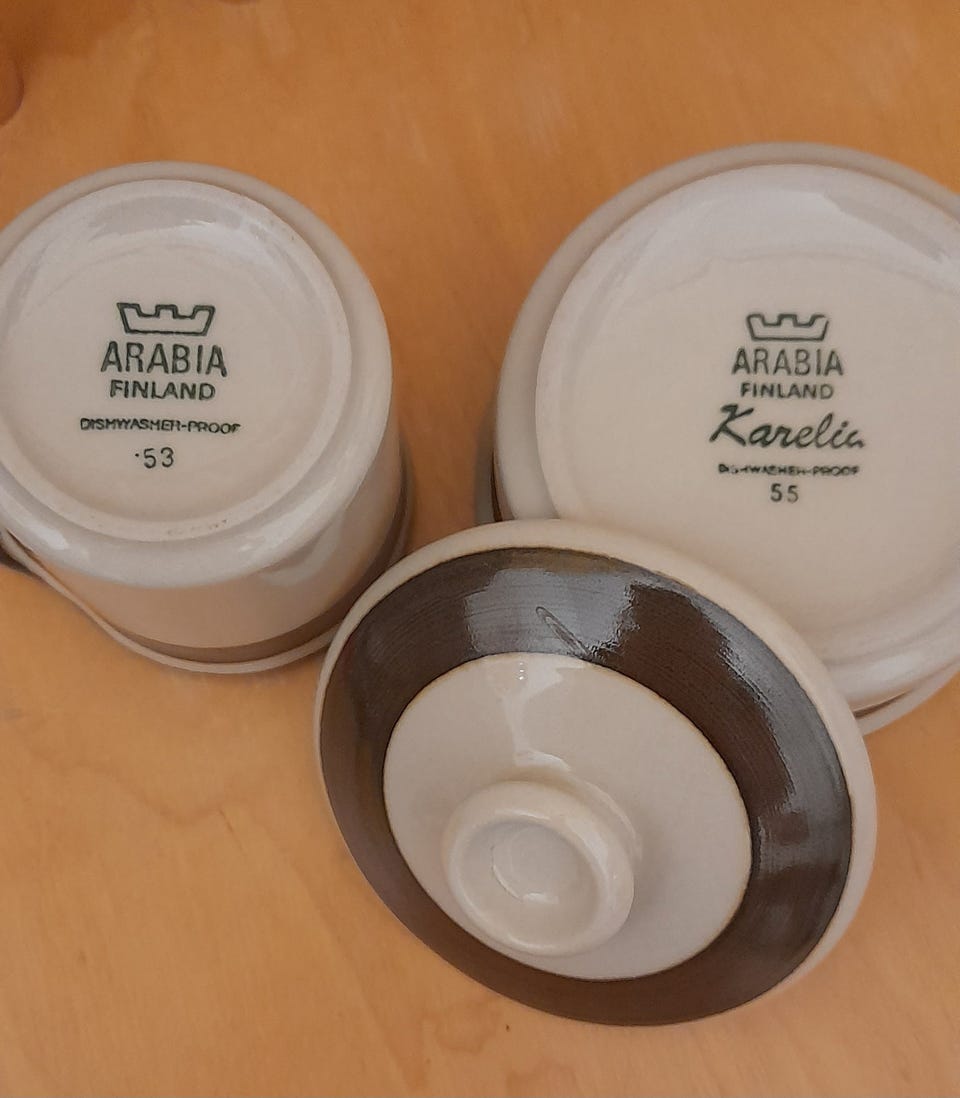 ARABIA
FINLAND
DISHWASHER-PROOF
·53
ARABIA
FINLAND
Karelia
DISHWASHER-PROOF
55